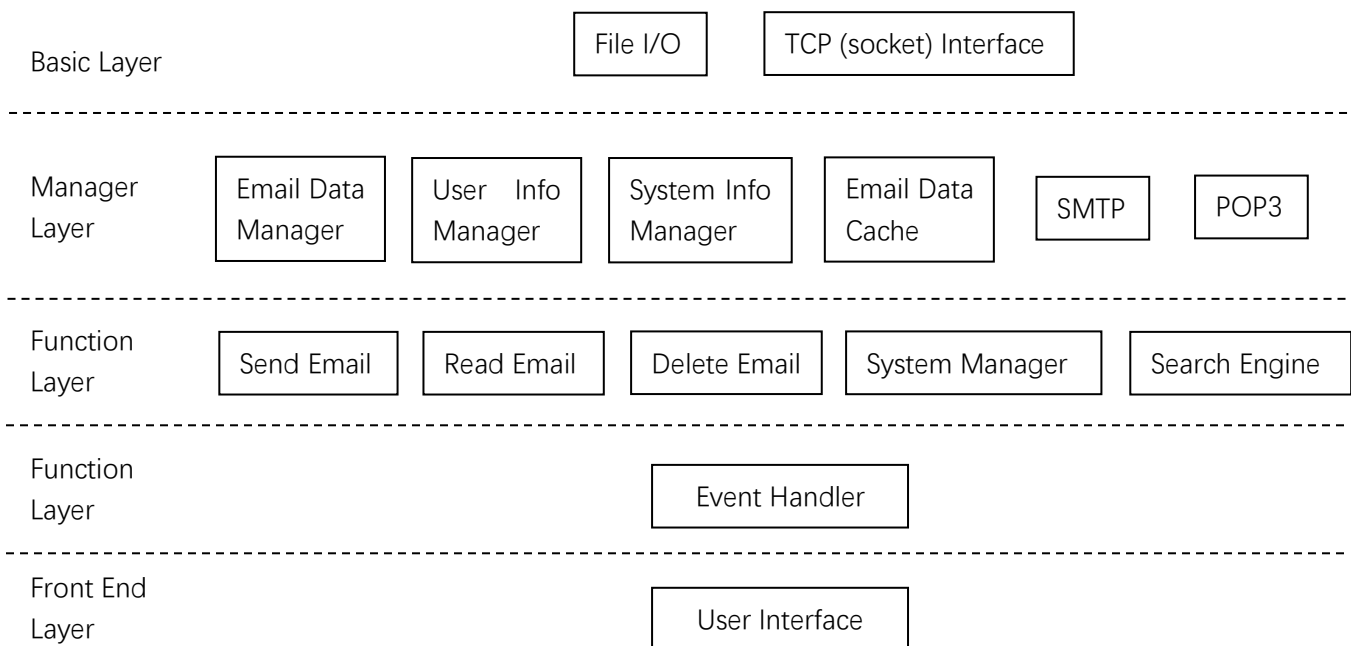 File I/O
TCP (socket) Interface
Basic Layer
Manager
Layer
Email Data
Manager
User Info
Manager
System Info
Manager
Email Data
Cache
SMTP
POP3
Function
Layer
Send Email
Read Email
Delete Email
System Manager
Search Engine
Function
Layer
Event Handler
Front End
Layer
User Interface